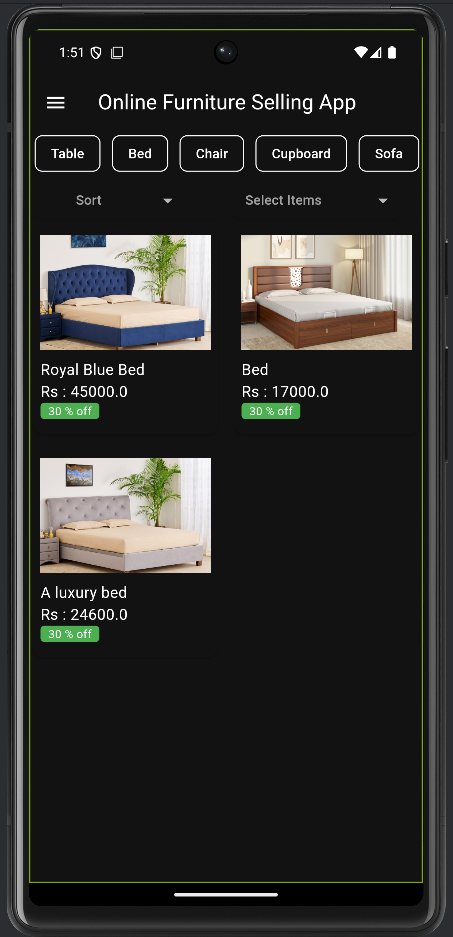 1:51
Online Furniture Selling App
Table Bed Chair Cupboard Sofa
Sort Select Items
Royal Blue Bed Bed
Rs : 45000.0 Rs : 17000.0
30 % off 30 % off
A luxury bed
Rs : 24600.0
30 % off